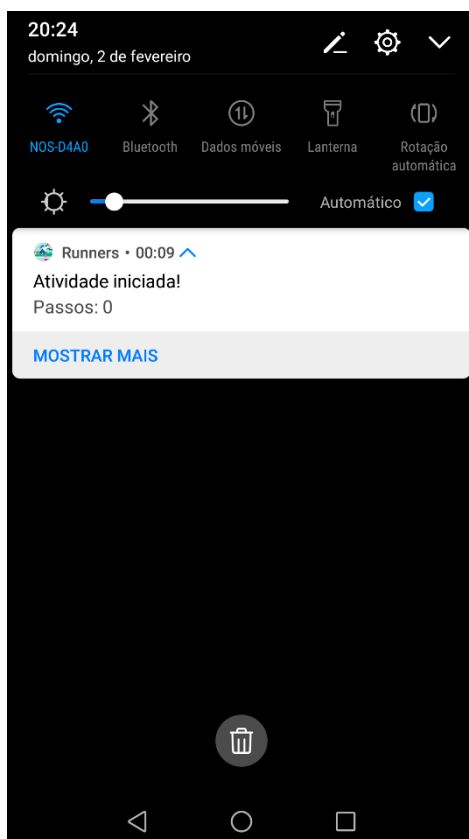 20:24
domingo, 2 de fevereiro
NOS-D4A0 Bluetooth Dados móveis Lanterna Rotação
automática
Automático
Runners • 00:09
Atividade iniciada!
Passos: 0
MOSTRAR MAIS